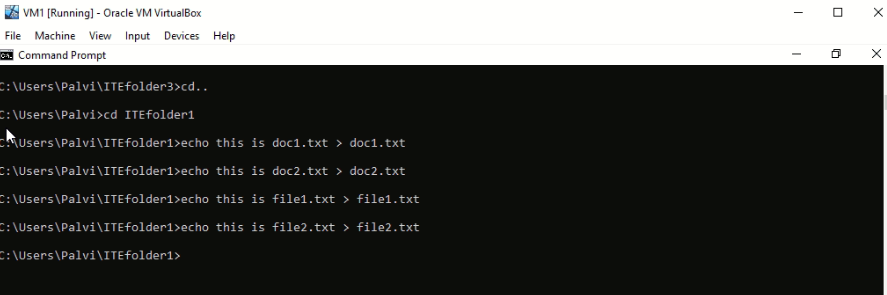 VM1 [Running] - Oracle VM VirtualBox
File Machine View Input Devices Help
Command Prompt
C:\Users\Palvi\ITEfolder3>cd..
C:\Users\Palvi>cd ITEfolder1
C:\Users\Palvi\ITEfolder1>echo this is doc1.txt > doc1.txt
C:\Users\Palvi\ITEfolder1>echo this is doc2.txt > doc2.txt
C:\Users\Palvi\ITEfolder1>echo this is file1.txt > file1.txt
C:\Users\Palvi\ITEfolder1>echo this is file2.txt > file2.txt
C:\Users\Palvi\ITEfolder1>